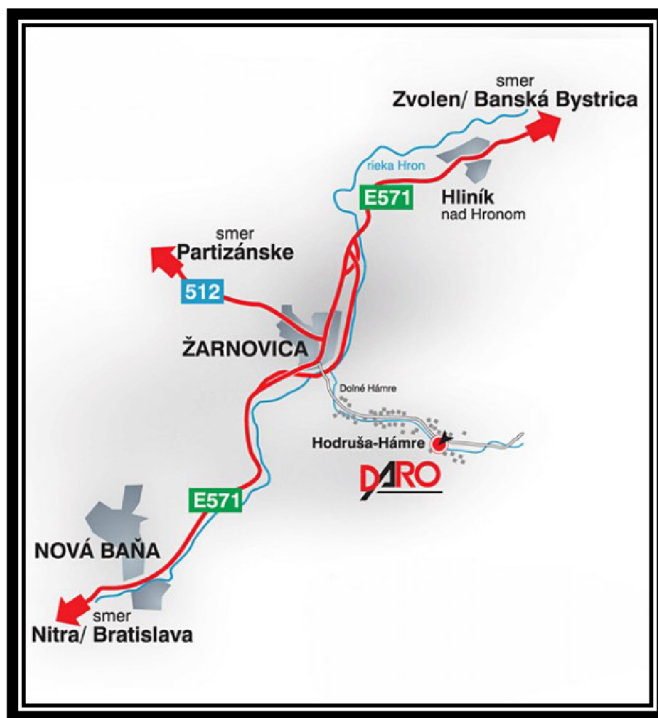 smer
Zvolen/ Banská Bystrica
rieka Hron
E571
Hliník
nad Hronom
smer
Partizánske
512
ŽARNOVICA
Dolné Hámre
Hodruša-Hámre
DARO
E571
NOVÁ BAŇA
smer
Nitra/ Bratislava